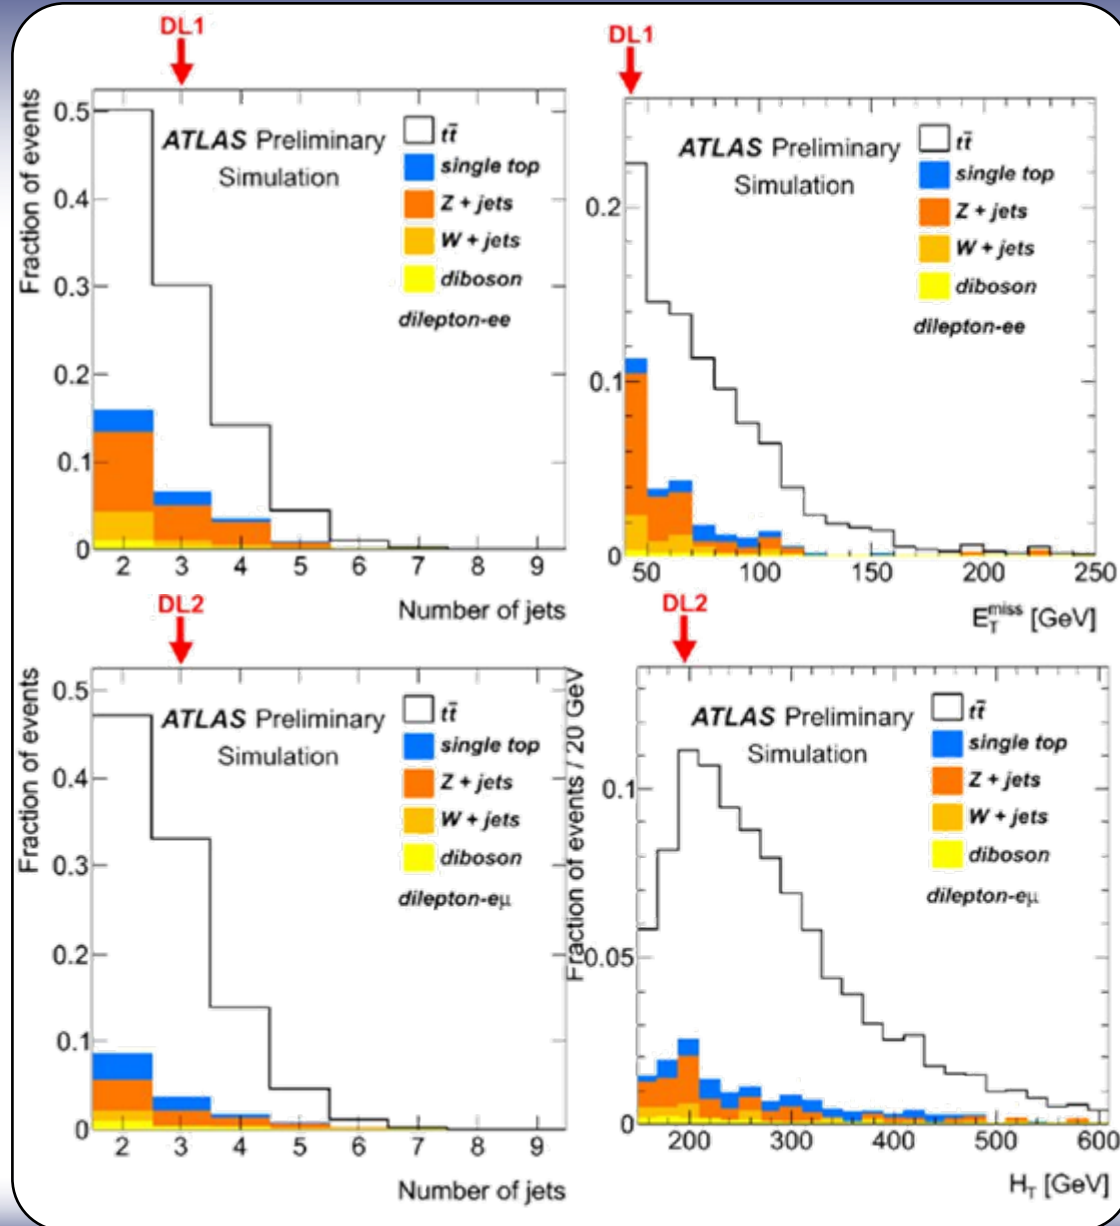 DL1
Fraction of events
0.5
0.4
0.3
0.2
0.1
0
ATLAS Preliminary
Simulation
tt̄
single top
Z + jets
W + jets
diboson
dilepton-ee
2 3 4 5 6 7 8 9
Number of jets
DL1
0.2
0.1
0
ATLAS Preliminary
Simulation
tt̄
single top
Z + jets
W + jets
diboson
dilepton-ee
50 100 150 200 250
E_T^miss [GeV]
DL2
Fraction of events
0.5
0.4
0.3
0.2
0.1
0
ATLAS Preliminary
Simulation
tt̄
single top
Z + jets
W + jets
diboson
dilepton-eμ
2 3 4 5 6 7 8 9
Number of jets
DL2
Fraction of events / 20 GeV
0.1
0.05
0
ATLAS Preliminary
Simulation
tt̄
single top
Z + jets
W + jets
diboson
dilepton-eμ
200 300 400 500 600
H_T [GeV]